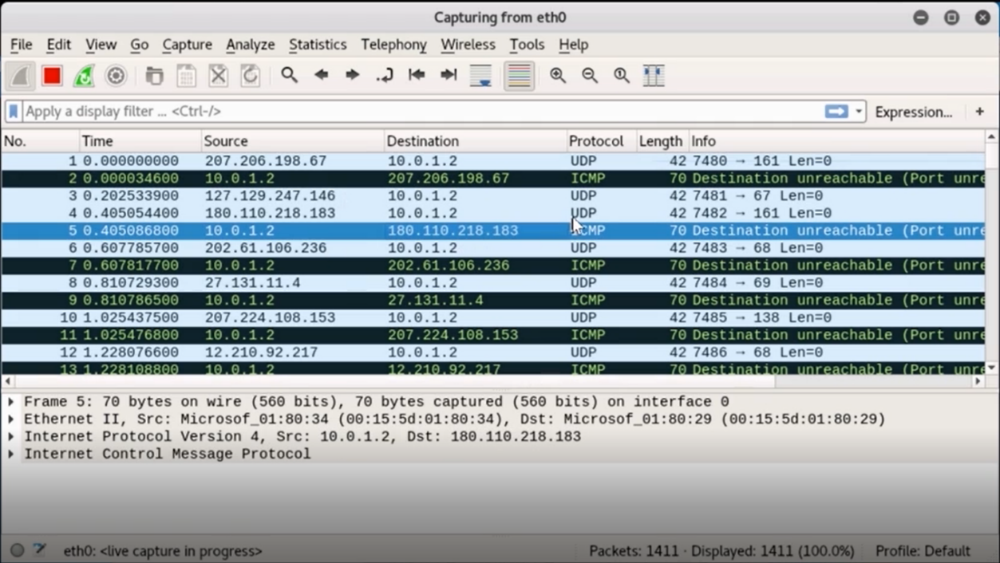 Capturing from eth0
File Edit View Go Capture Analyze Statistics Telephony Wireless Tools Help
Apply a display filter ... <Ctrl-/> Expression... +
No. Time Source Destination Protocol Length Info
1 0.000000000 207.206.198.67 10.0.1.2 UDP 42 7480 → 161 Len=0
2 0.000034600 10.0.1.2 207.206.198.67 ICMP 70 Destination unreachable (Port unre
3 0.202533900 127.129.247.146 10.0.1.2 UDP 42 7481 → 67 Len=0
4 0.405054400 180.110.218.183 10.0.1.2 UDP 42 7482 → 161 Len=0
5 0.405086800 10.0.1.2 180.110.218.183 ICMP 70 Destination unreachable (Port unre
6 0.607785700 202.61.106.236 10.0.1.2 UDP 42 7483 → 68 Len=0
7 0.607817700 10.0.1.2 202.61.106.236 ICMP 70 Destination unreachable (Port unre
8 0.810729300 27.131.11.4 10.0.1.2 UDP 42 7484 → 69 Len=0
9 0.810786500 10.0.1.2 27.131.11.4 ICMP 70 Destination unreachable (Port unre
10 1.025437500 207.224.108.153 10.0.1.2 UDP 42 7485 → 138 Len=0
11 1.025476800 10.0.1.2 207.224.108.153 ICMP 70 Destination unreachable (Port unre
12 1.228076600 12.210.92.217 10.0.1.2 UDP 42 7486 → 68 Len=0
13 1.228108800 10.0.1.2 12.210.92.217 ICMP 70 Destination unreachable (Port unre
Frame 5: 70 bytes on wire (560 bits), 70 bytes captured (560 bits) on interface 0
Ethernet II, Src: Microsof_01:80:34 (00:15:5d:01:80:34), Dst: Microsof_01:80:29 (00:15:5d:01:80:29)
Internet Protocol Version 4, Src: 10.0.1.2, Dst: 180.110.218.183
Internet Control Message Protocol
eth0: <live capture in progress> Packets: 1411 · Displayed: 1411 (100.0%) Profile: Default